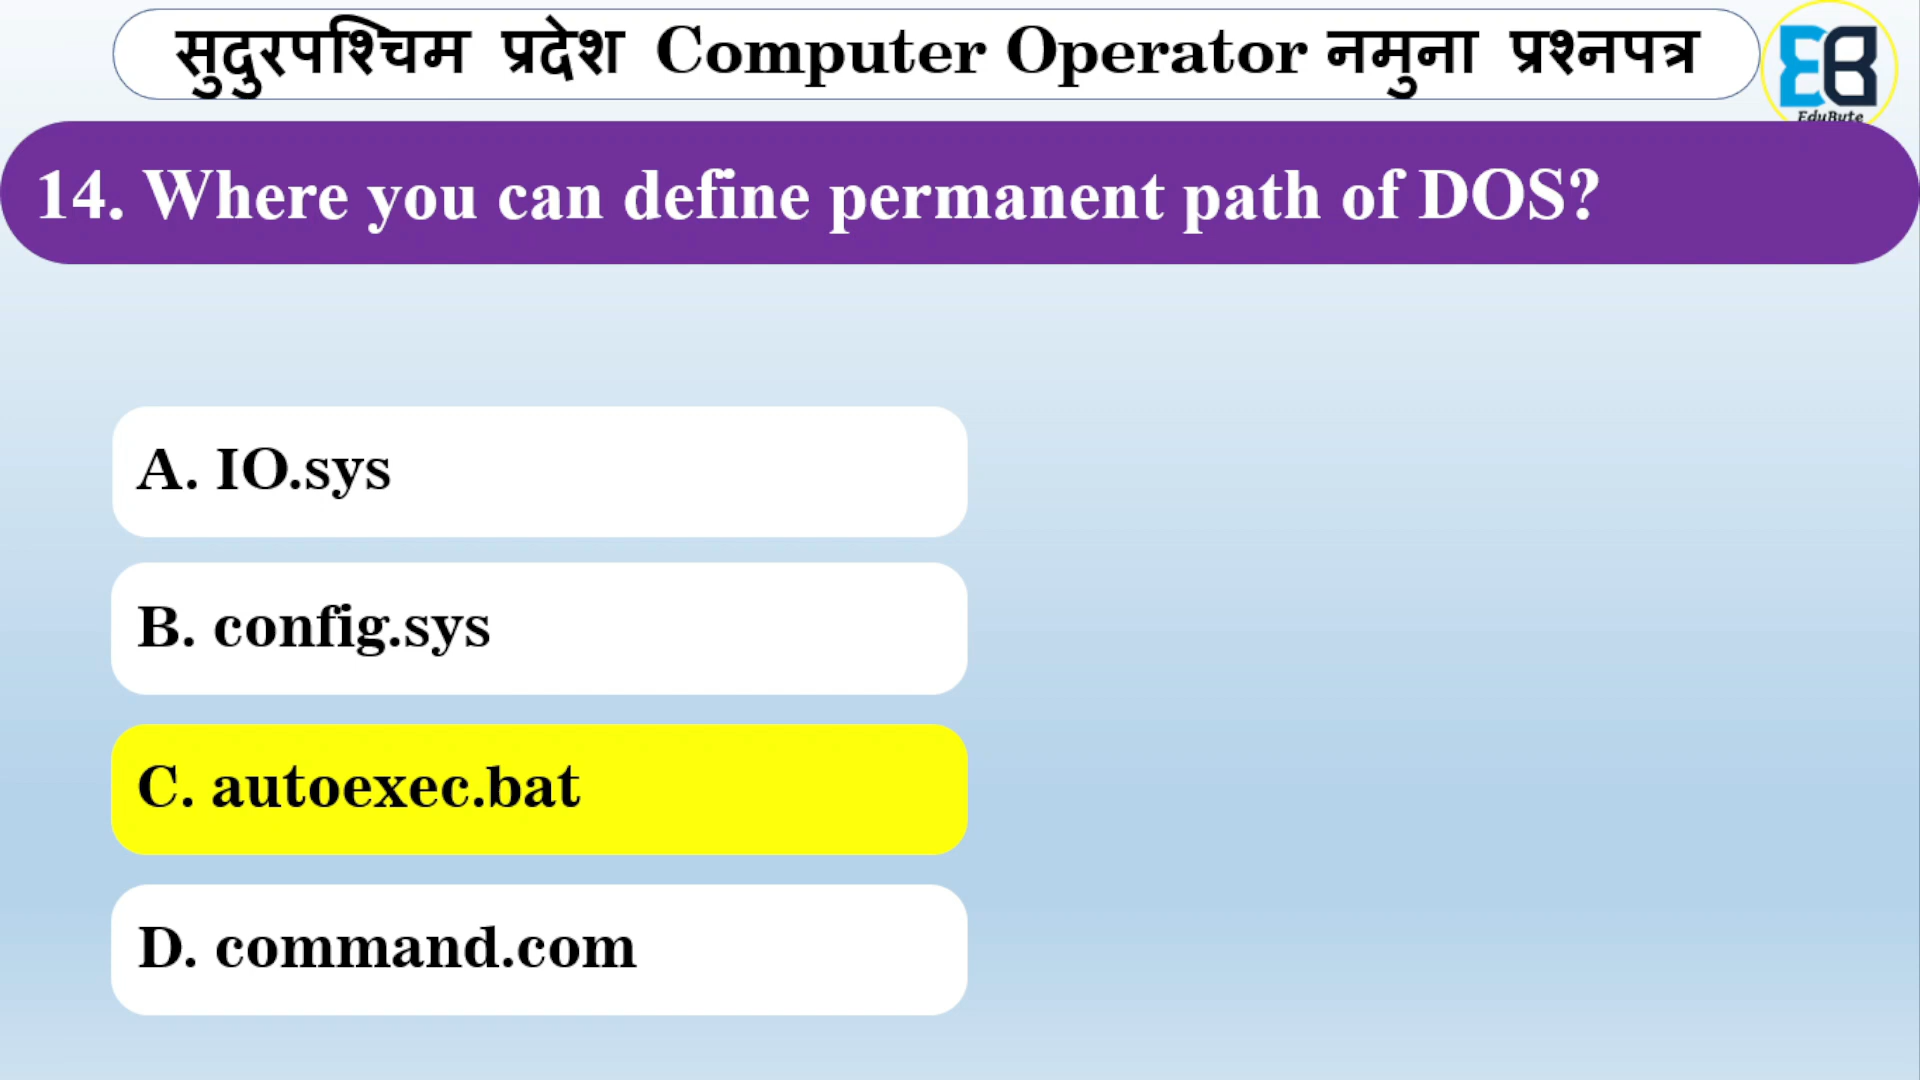 सुदुरपश्चिम प्रदेश Computer Operator नमुना प्रश्नपत्र
EduByte
14. Where you can define permanent path of DOS?
A. IO.sys
B. config.sys
C. autoexec.bat
D. command.com